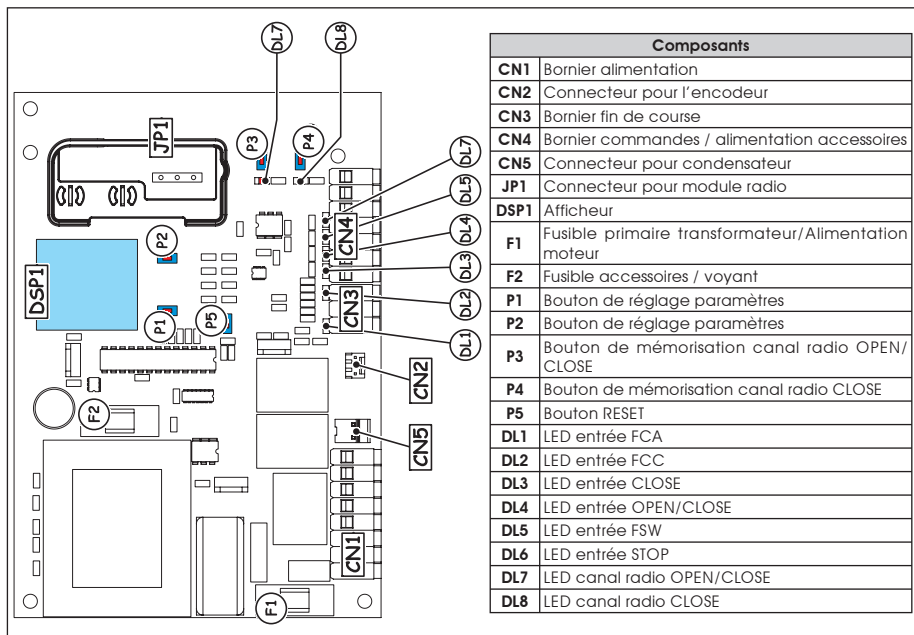 DL7
DL8
JP1
P3
P4
DL7
DL5
DL4
DL3
DL2
DL1
CN4
CN3
CN2
CN5
CN1
DSP1
P2
P1
P5
F2
F1
Composants
CN1 Bornier alimentation
CN2 Connecteur pour l'encodeur
CN3 Bornier fin de course
CN4 Bornier commandes / alimentation accessoires
CN5 Connecteur pour condensateur
JP1 Connecteur pour module radio
DSP1 Afficheur
F1 Fusible primaire transformateur/Alimentation
moteur
F2 Fusible accessoires / voyant
P1 Bouton de réglage paramètres
P2 Bouton de réglage paramètres
P3 Bouton de mémorisation canal radio OPEN/
CLOSE
P4 Bouton de mémorisation canal radio CLOSE
P5 Bouton RESET
DL1 LED entrée FCA
DL2 LED entrée FCC
DL3 LED entrée CLOSE
DL4 LED entrée OPEN/CLOSE
DL5 LED entrée FSW
DL6 LED entrée STOP
DL7 LED canal radio OPEN/CLOSE
DL8 LED canal radio CLOSE